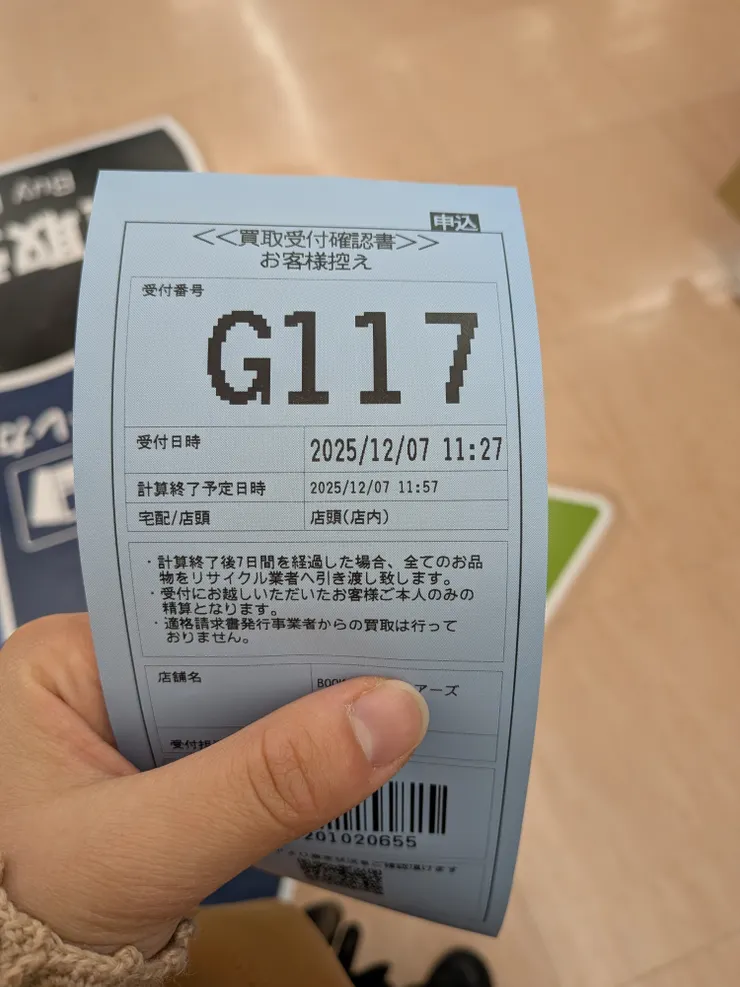 申込
<<買取受付確認書>>
お客様控え
受付番号
G117
受付日時 2025/12/07 11:27
計算終了予定日時 2025/12/07 11:57
宅配/店頭 店頭(店内)
・計算終了後7日間を経過した場合、全てのお品
物をリサイクル業者へ引き渡し致します。
・受付にお越しいただいたお客様ご本人のみの
精算となります。
・適格請求書発行事業者からの買取は行って
おりません。
店舗名 BOO アーズ
受付担
201020655
Buy
取